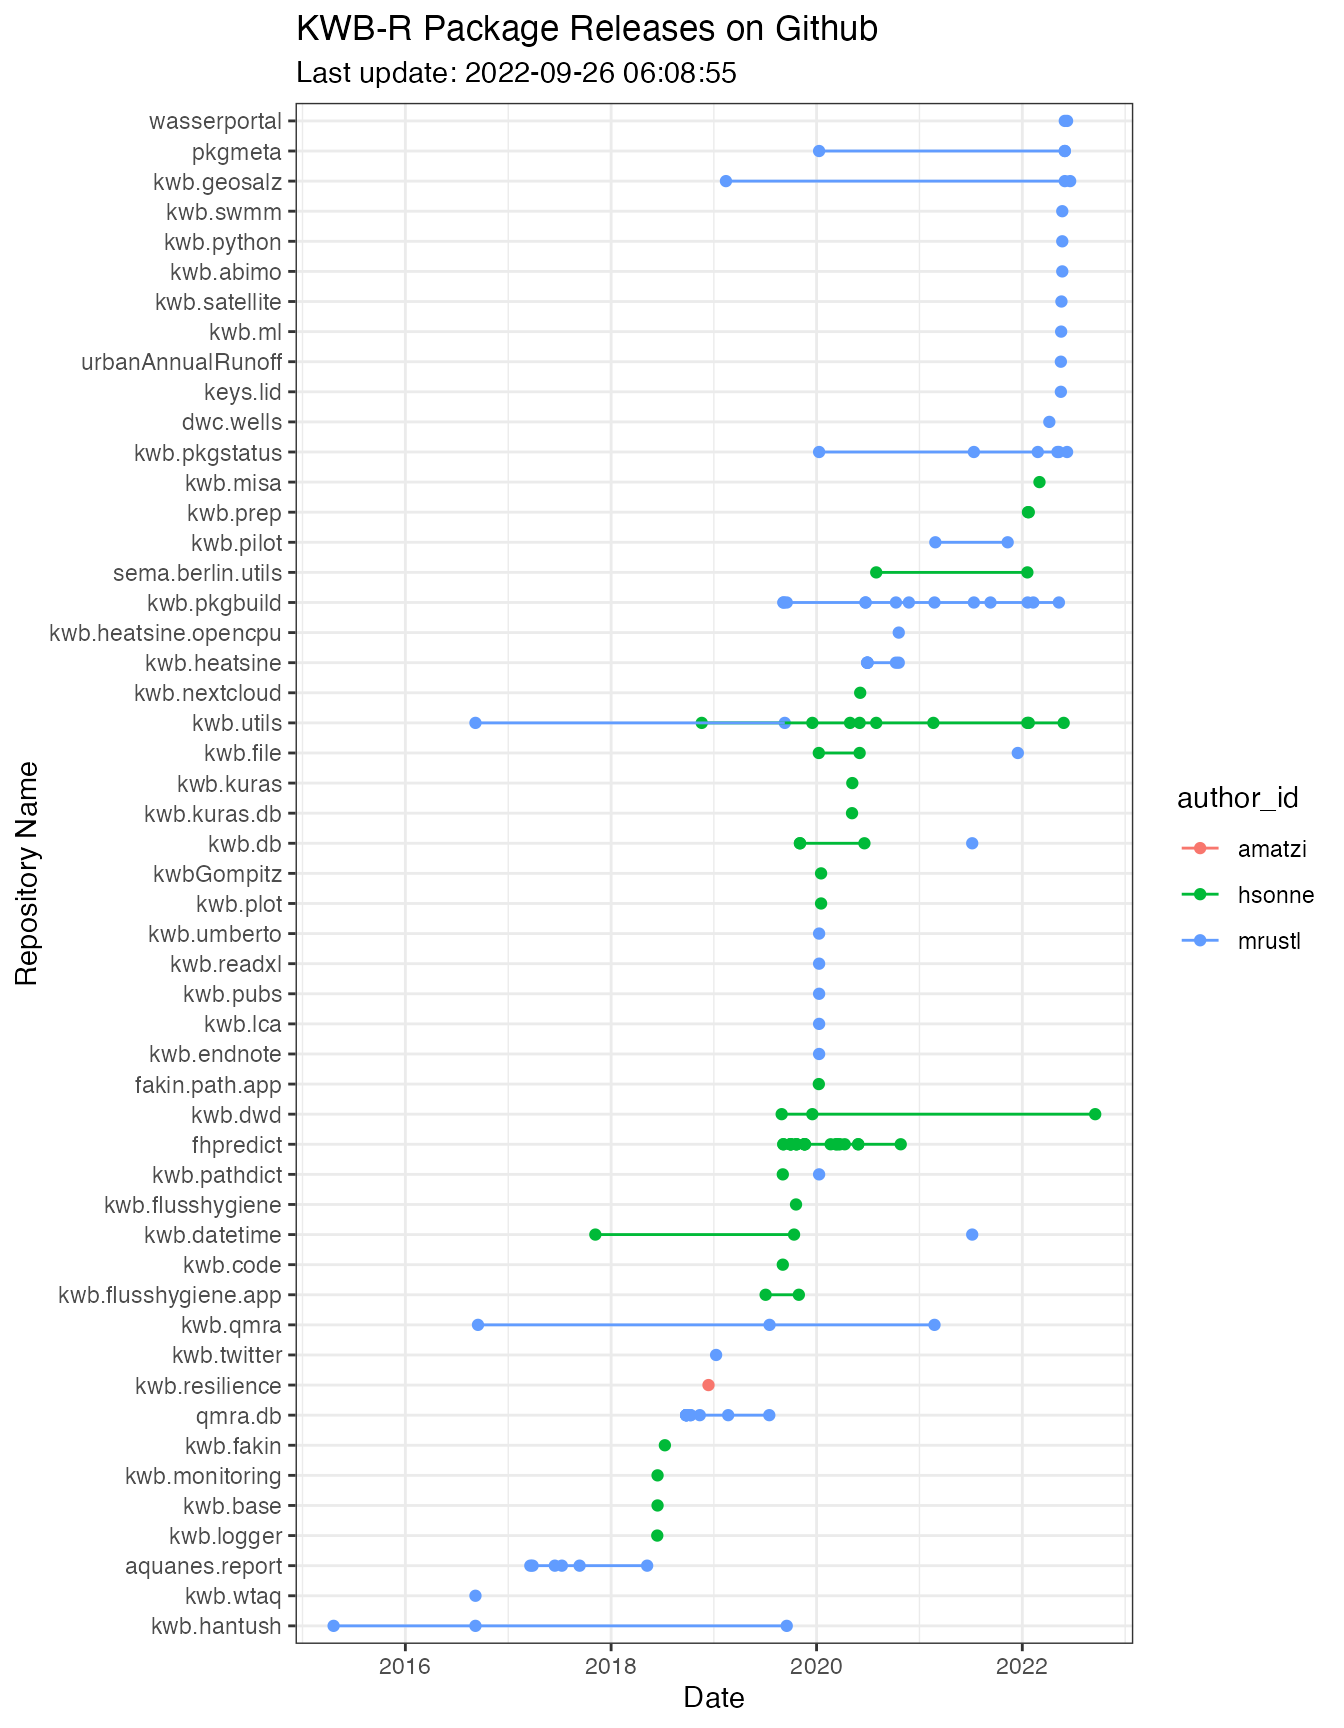 KWB-R Package Releases on Github
Last update: 2022-09-26 06:08:55
Repository Name
wasserportal
pkgmeta
kwb.geosalz
kwb.swmm
kwb.python
kwb.abimo
kwb.satellite
kwb.ml
urbanAnnualRunoff
keys.lid
dwc.wells
kwb.pkgstatus
kwb.misa
kwb.prep
kwb.pilot
sema.berlin.utils
kwb.pkgbuild
kwb.heatsine.opencpu
kwb.heatsine
kwb.nextcloud
kwb.utils
kwb.file
kwb.kuras
kwb.kuras.db
kwb.db
kwbGompitz
kwb.plot
kwb.umberto
kwb.readxl
kwb.pubs
kwb.lca
kwb.endnote
fakin.path.app
kwb.dwd
fhpredict
kwb.pathdict
kwb.flusshygiene
kwb.datetime
kwb.code
kwb.flusshygiene.app
kwb.qmra
kwb.twitter
kwb.resilience
qmra.db
kwb.fakin
kwb.monitoring
kwb.base
kwb.logger
aquanes.report
kwb.wtaq
kwb.hantush
2016 2018 2020 2022
Date
author_id
amatzi
hsonne
mrustl